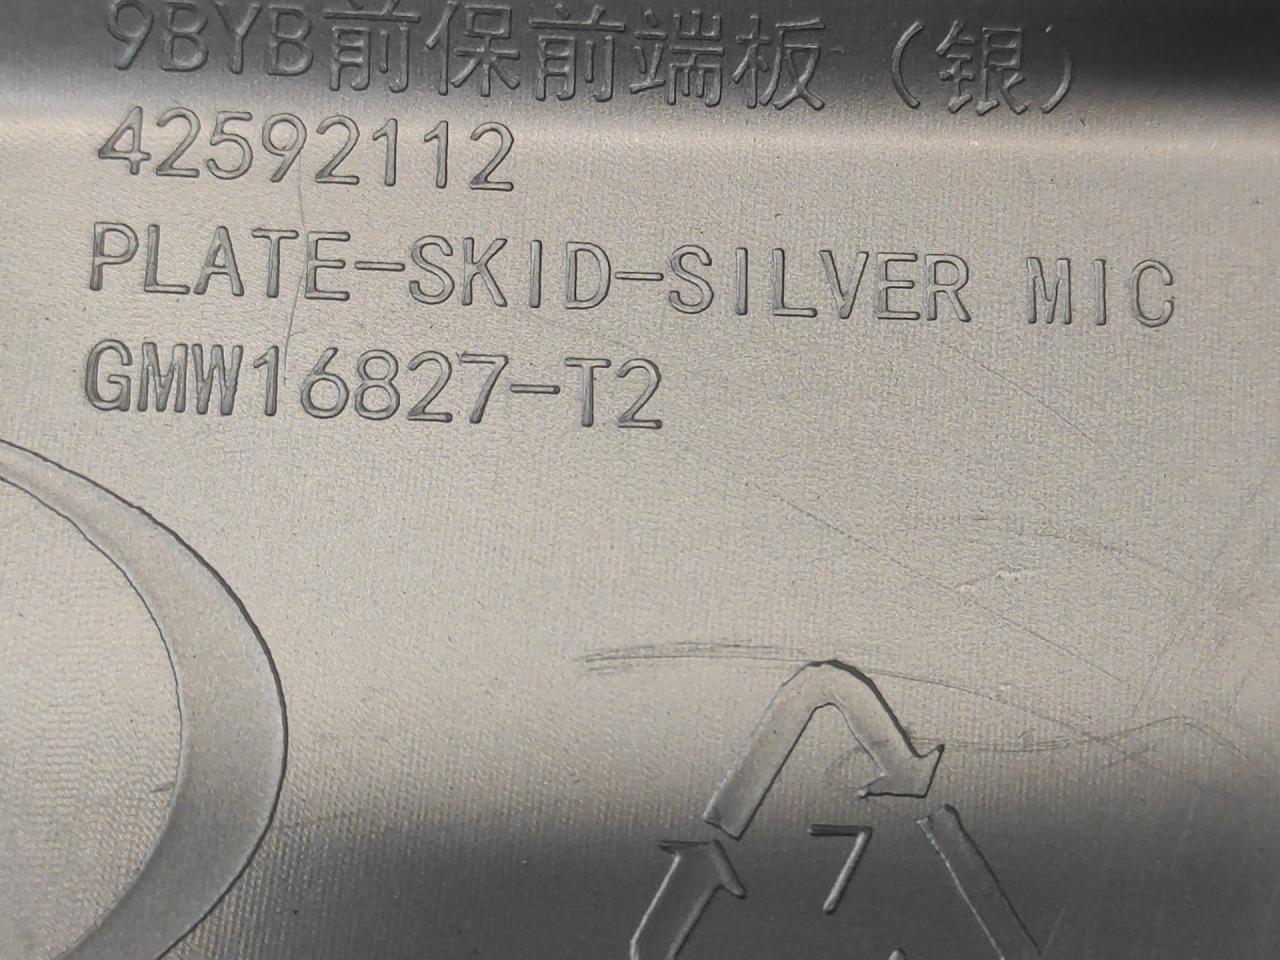 9BYB前保前端板（银）
42592112
PLATE-SKID-SILVER MIC
GMW16827-T2
7